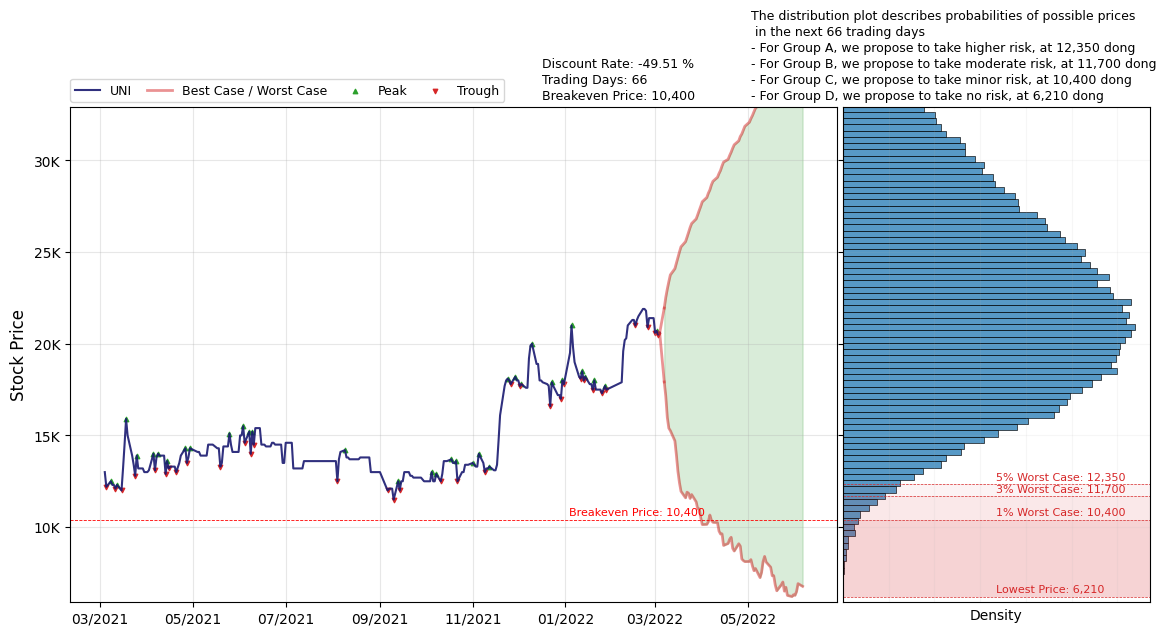 The distribution plot describes probabilities of possible prices
in the next 66 trading days
- For Group A, we propose to take higher risk, at 12,350 dong
- For Group B, we propose to take moderate risk, at 11,700 dong
- For Group C, we propose to take minor risk, at 10,400 dong
- For Group D, we propose to take no risk, at 6,210 dong
Discount Rate: -49.51 %
Trading Days: 66
Breakeven Price: 10,400
UNI
Best Case / Worst Case
Peak
Trough
Stock Price
30K
25K
20K
15K
10K
Breakeven Price: 10,400
03/2021
05/2021
07/2021
09/2021
11/2021
01/2022
03/2022
05/2022
5% Worst Case: 12,350
3% Worst Case: 11,700
1% Worst Case: 10,400
Lowest Price: 6,210
Density